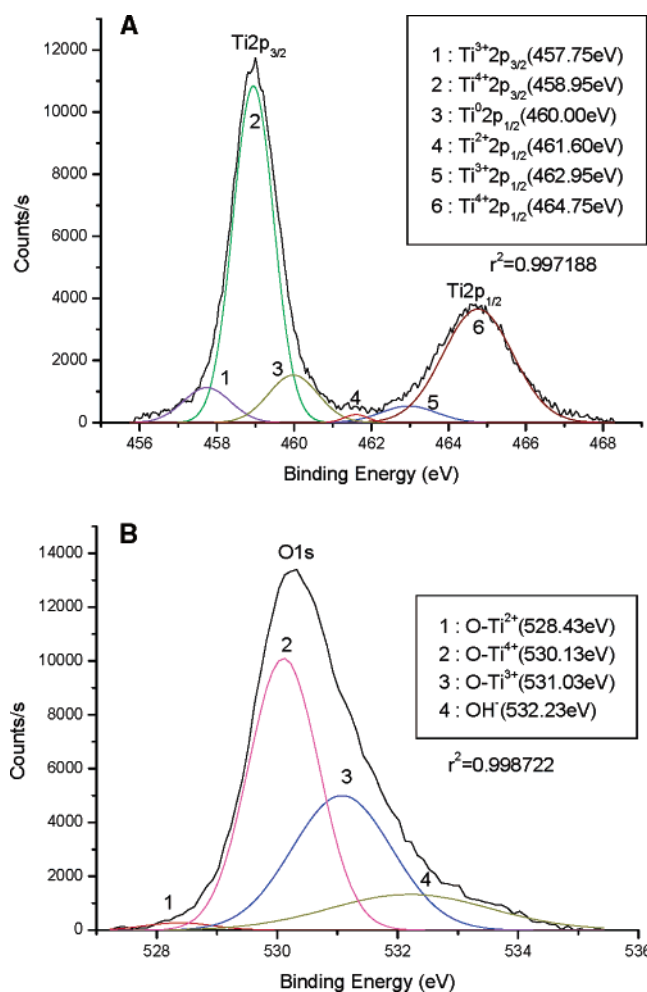 A
Ti2p3/2
1 : Ti3+2p3/2(457.75eV)
2 : Ti4+2p3/2(458.95eV)
3 : Ti02p1/2(460.00eV)
4 : Ti2+2p1/2(461.60eV)
5 : Ti3+2p1/2(462.95eV)
6 : Ti4+2p1/2(464.75eV)
r2=0.997188
Ti2p1/2
12000
10000
8000
6000
4000
2000
0
Counts/s
1
2
3
4
5
6
456 458 460 462 464 466 468
Binding Energy (eV)
B
O1s
1 : O-Ti2+(528.43eV)
2 : O-Ti4+(530.13eV)
3 : O-Ti3+(531.03eV)
4 : OH-(532.23eV)
r2=0.998722
14000
12000
10000
8000
6000
4000
2000
0
Counts/s
1
2
3
4
528 530 532 534 536
Binding Energy (eV)